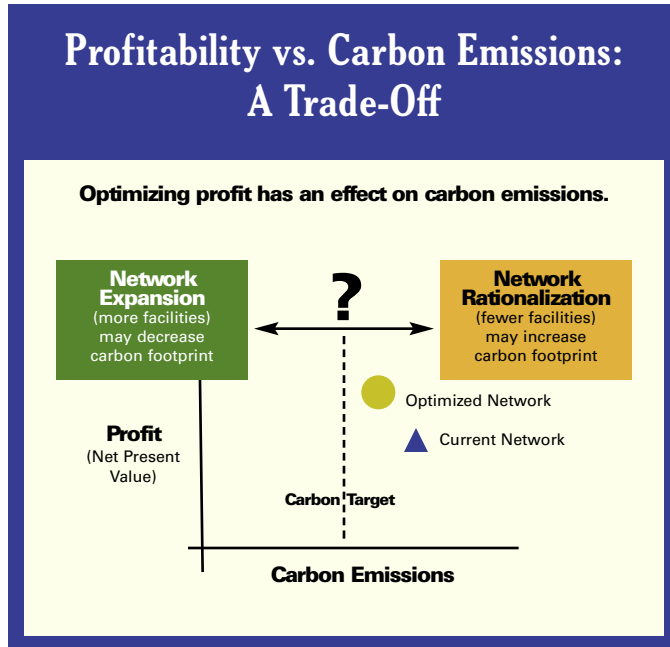 Profitability vs. Carbon Emissions:
A Trade-Off
Optimizing profit has an effect on carbon emissions.
Network
Expansion
(more facilities)
may decrease
carbon footprint
?
Network
Rationalization
(fewer facilities)
may increase
carbon footprint
Optimized Network
Current Network
Profit
(Net Present
Value)
Carbon Target
Carbon Emissions